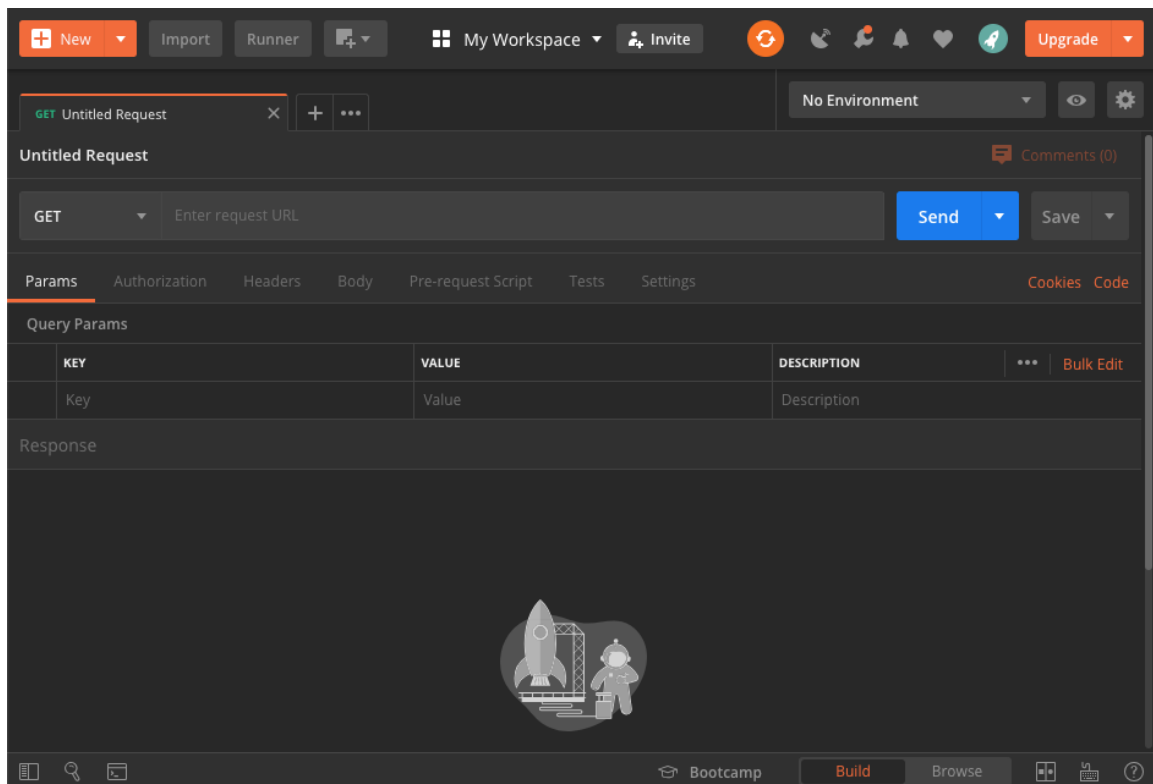 New Import Runner My Workspace Invite Upgrade
GET Untitled Request No Environment
Untitled Request Comments (0)
GET Enter request URL Send Save
Params Authorization Headers Body Pre-request Script Tests Settings Cookies Code
Query Params
KEY VALUE DESCRIPTION Bulk Edit
Key Value Description
Response
Bootcamp Build Browse